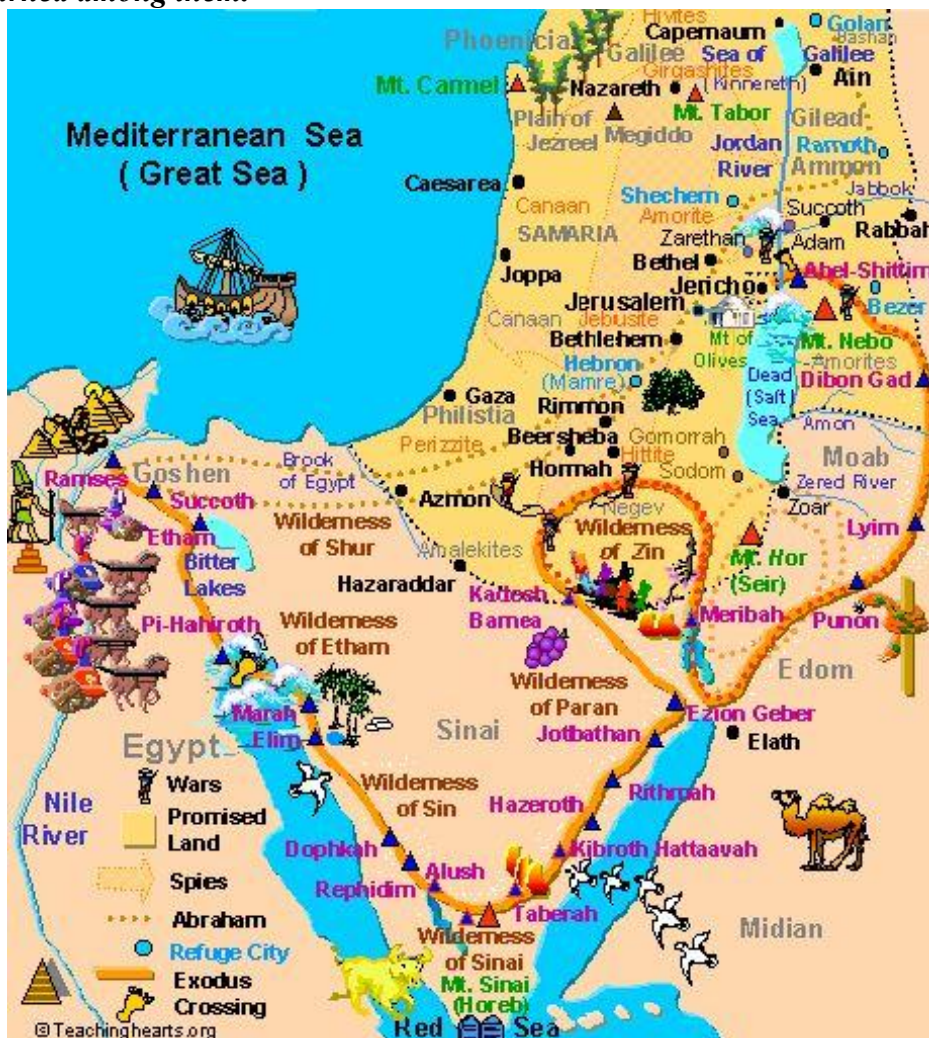 among them.
Hivites
Capernaum
Golan
Bashan
Phoenicia
Galilee
Sea of
Galilee
Girgashites
(Kinnereth)
Ain
Mt. Carmel
Nazareth
Mt. Tabor
Plain of
Jezreel
Megiddo
Gilead
Mediterranean Sea
( Great Sea )
Jordan
River
Ramoth
Ammon
Caesarea
Shechem
Jabbok
Canaan
Amorite
Succoth
SAMARIA
Zarethan
Adam
Rabbah
Joppa
Bethel
Abel-Shittim
Jericho
Jerusalem
Bezer
Canaan
Jebusite
Mt of
Olives
Mt. Nebo
Bethlehem
Amorites
Hebron
(Mamre)
Dead
(Salt)
Sea
Dibon Gad
Gaza
Rimmon
Philistia
Arnon
Perizzite
Beersheba
Gomorrah
Hittite
Moab
Hormah
Sodom
Zered River
Ramses
Goshen
Brook
of Egypt
Azmon
Zoar
Succoth
Negev
Lyim
Etham
Wilderness
of Shur
Wilderness
of Zin
Mt. Hor
(Seir)
Bitter
Lakes
Amalekites
Hazaraddar
Kadesh
Barnea
Meribah
Punon
Pi-Hahiroth
Wilderness
of Etham
Edom
Wilderness
of Paran
Marah
Elim
Sinai
Ezion Geber
Jotbathan
Elath
Egypt
Wars
Wilderness
of Sin
Rithmah
Hazeroth
Nile
River
Promised
Land
Dophkah
Kibroth Hattaavah
Spies
Alush
Rephidim
Abraham
Taberah
Midian
Refuge City
Wilderness
of Sinai
Exodus
Mt. Sinai
(Horeb)
Crossing
Red Sea
©Teachinghearts.org